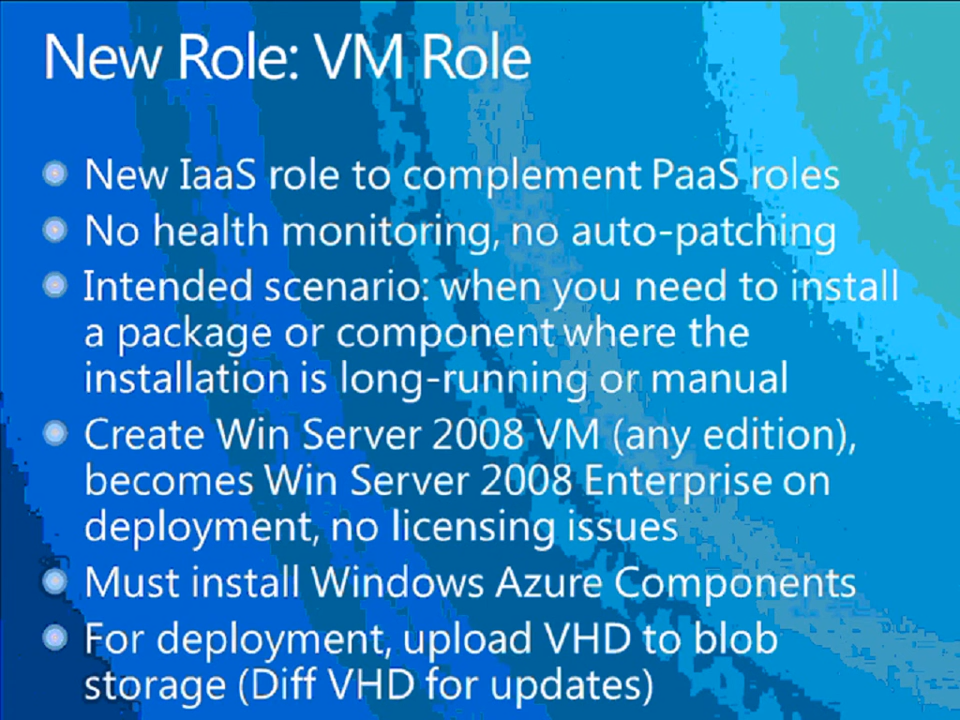 New Role: VM Role
New IaaS role to complement PaaS roles
No health monitoring, no auto-patching
Intended scenario: when you need to install
a package or component where the
installation is long-running or manual
Create Win Server 2008 VM (any edition),
becomes Win Server 2008 Enterprise on
deployment, no licensing issues
Must install Windows Azure Components
For deployment, upload VHD to blob
storage (Diff VHD for updates)